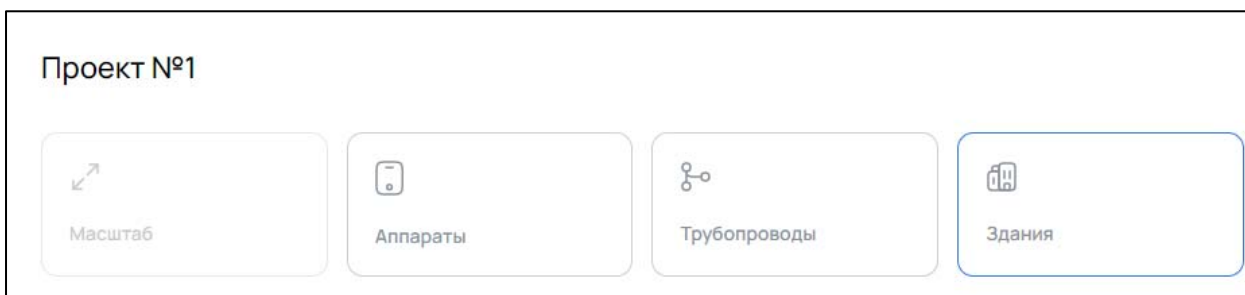 Проект №1
Масштаб
Аппараты
Трубопроводы
Здания